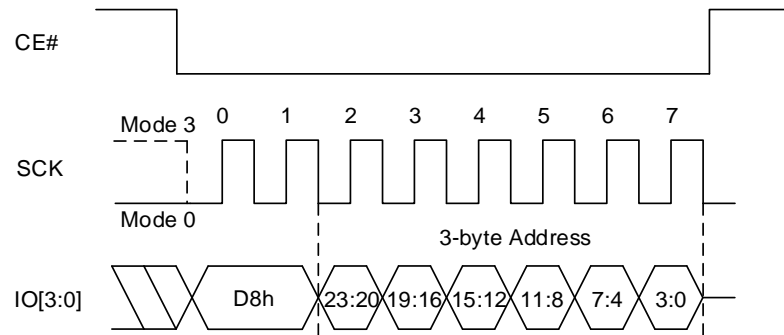 CE#
0 1 2 3 4 5 6 7
Mode 3
SCK
Mode 0
3-byte Address
IO[3:0] D8h 23:20 19:16 15:12 11:8 7:4 3:0